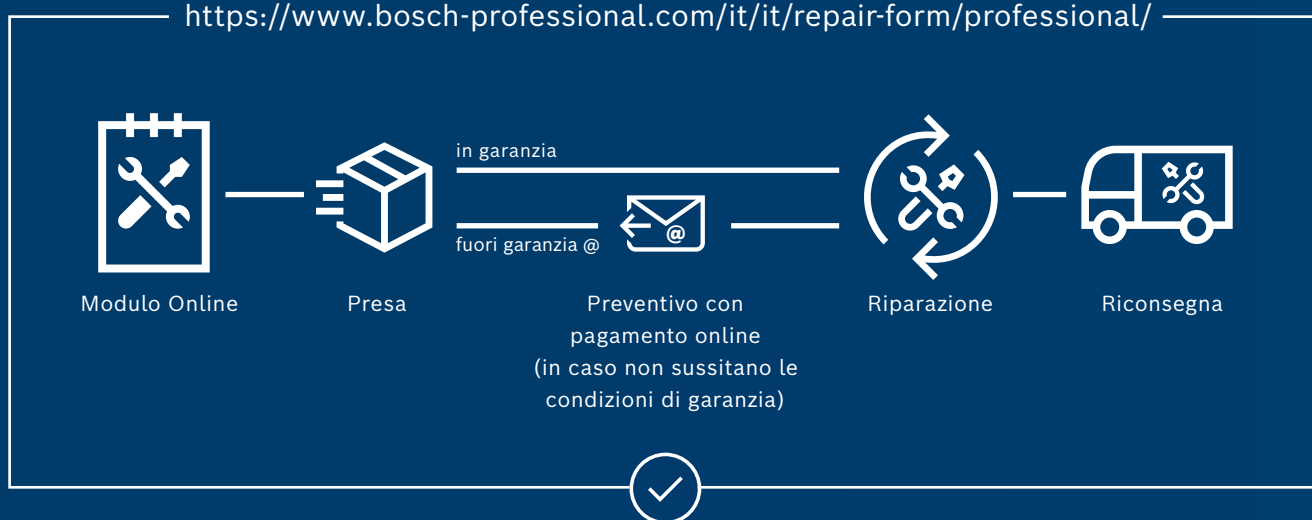 https://www.bosch-professional.com/it/it/repair-form/professional/
in garanzia
@
fuori garanzia @
Modulo Online
Presa
Preventivo con
pagamento online
(in caso non sussitano le
condizioni di garanzia)
Riparazione
Riconsegna